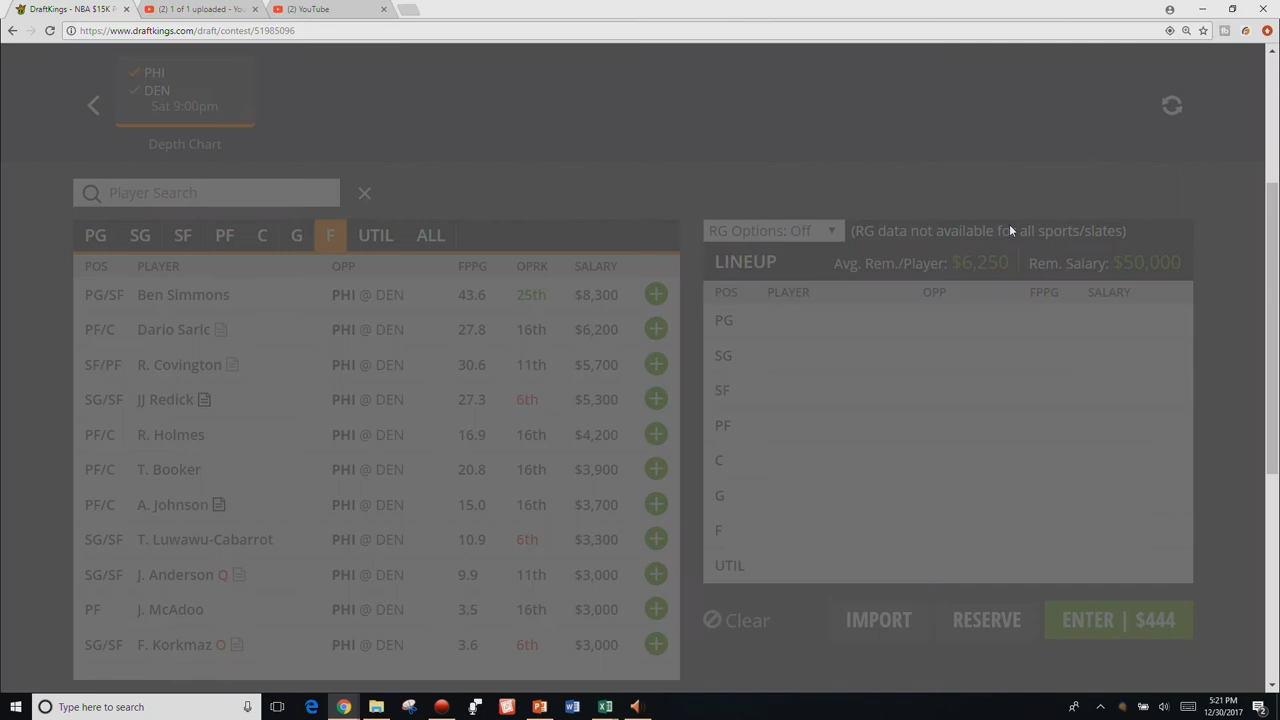 DraftKings - NBA $15K F
(2) 1 of 1 uploaded - You
(2) YouTube
https://www.draftkings.com/draft/contest/51985096
PHI
DEN
Sat 9:00pm
Depth Chart
Player Search
PG SG SF PF C G F UTIL ALL
POS PLAYER OPP FPPG OPRK SALARY
PG/SF Ben Simmons PHI @ DEN 43.6 25th $8,300
PF/C Dario Saric PHI @ DEN 27.8 16th $6,200
SF/PF R. Covington PHI @ DEN 30.6 11th $5,700
SG/SF JJ Redick PHI @ DEN 27.3 6th $5,300
PF/C R. Holmes PHI @ DEN 16.9 16th $4,200
PF/C T. Booker PHI @ DEN 20.8 16th $3,900
PF/C A. Johnson PHI @ DEN 15.0 16th $3,700
SG/SF T. Luwawu-Cabarrot PHI @ DEN 10.9 6th $3,300
SG/SF J. Anderson Q PHI @ DEN 9.9 11th $3,000
PF J. McAdoo PHI @ DEN 3.5 16th $3,000
SG/SF F. Korkmaz O PHI @ DEN 3.6 6th $3,000
RG Options: Off (RG data not available for all sports/slates)
LINEUP Avg. Rem./Player: $6,250 Rem. Salary: $50,000
POS PLAYER OPP FPPG SALARY
PG
SG
SF
PF
C
G
F
UTIL
Clear IMPORT RESERVE ENTER | $444
Type here to search
5:21 PM
12/30/2017